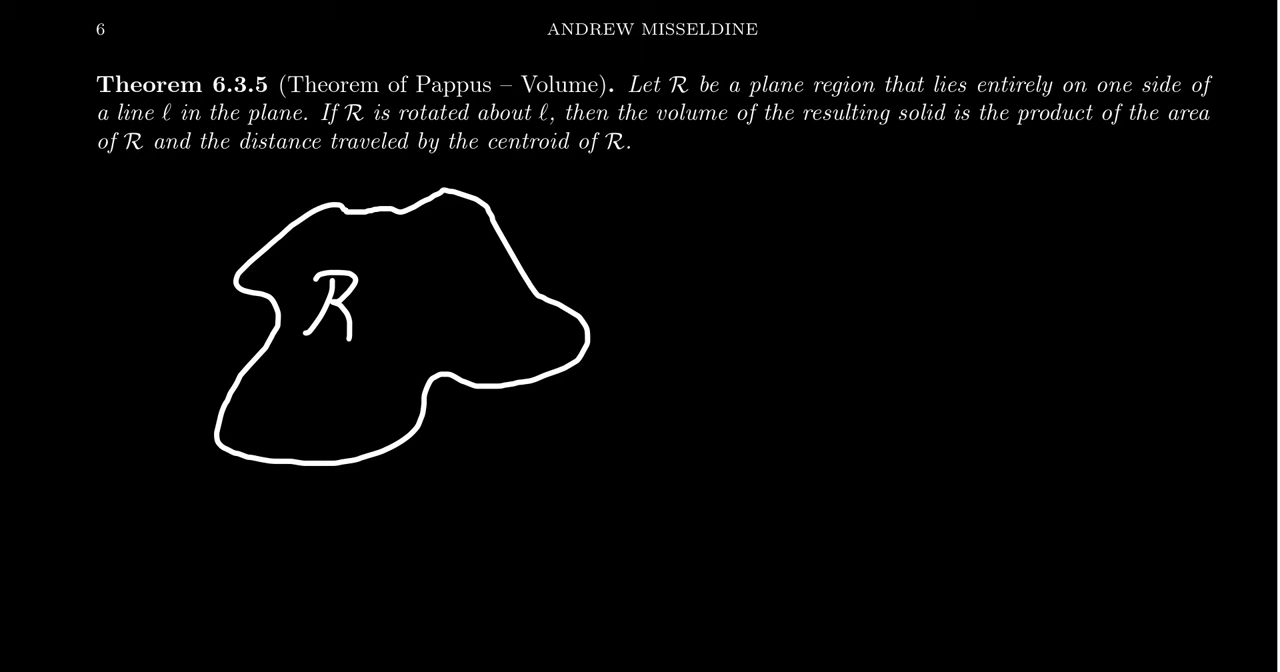 6
ANDREW MISSELDINE
Theorem 6.3.5 (Theorem of Pappus – Volume). Let ℛ be a plane region that lies entirely on one side of
a line ℓ in the plane. If ℛ is rotated about ℓ, then the volume of the resulting solid is the product of the area
of ℛ and the distance traveled by the centroid of ℛ.
R